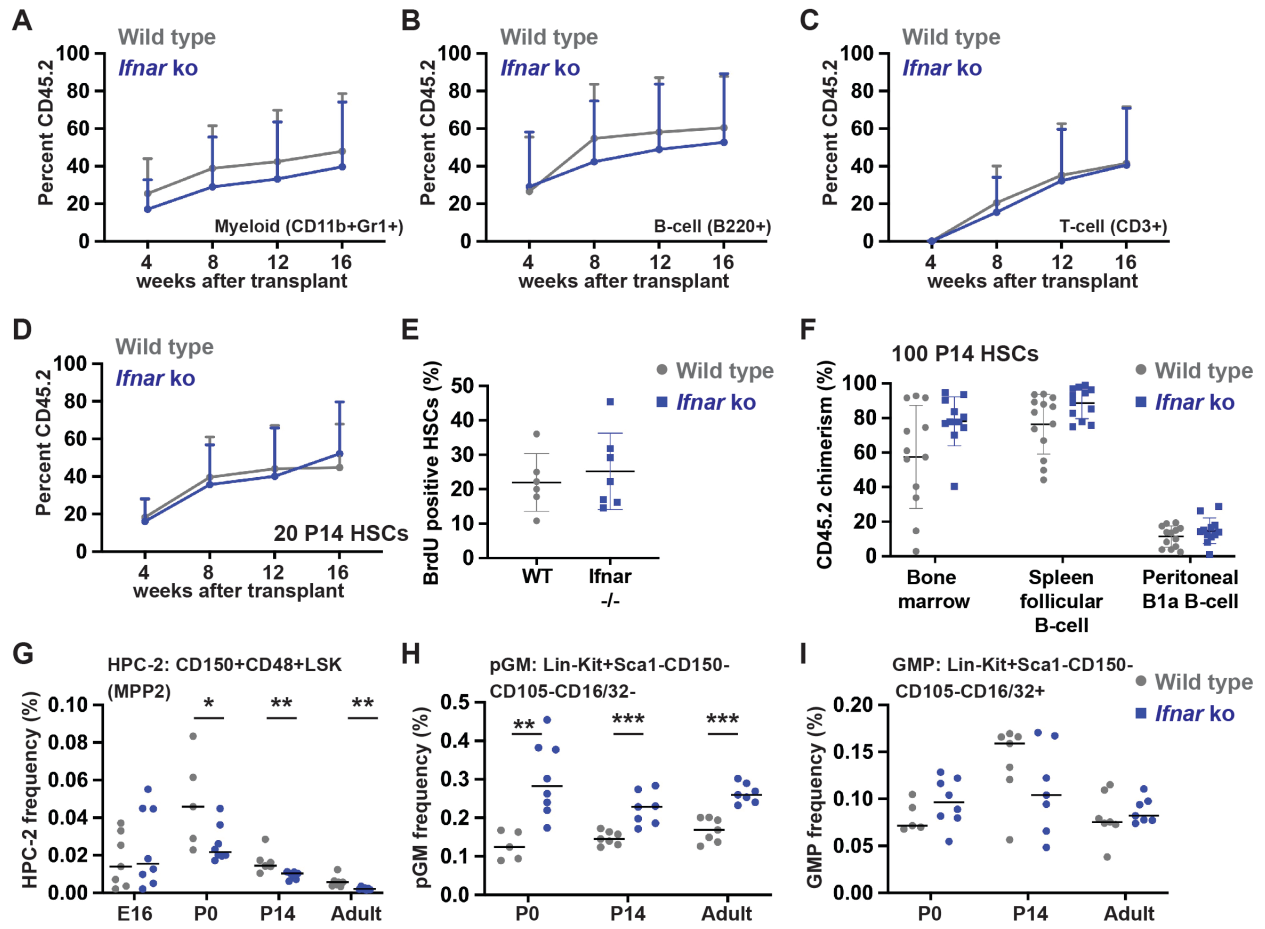 A
Wild type
Ifnar ko
Percent CD45.2
100
80
60
40
20
0
Myeloid (CD11b+Gr1+)
4 8 12 16
weeks after transplant
B
Wild type
Ifnar ko
Percent CD45.2
100
80
60
40
20
0
B-cell (B220+)
4 8 12 16
weeks after transplant
C
Wild type
Ifnar ko
Percent CD45.2
100
80
60
40
20
0
T-cell (CD3+)
4 8 12 16
weeks after transplant
D
Wild type
Ifnar ko
Percent CD45.2
100
80
60
40
20
0
20 P14 HSCs
4 8 12 16
weeks after transplant
E
Wild type
Ifnar ko
BrdU positive HSCs (%)
50
40
30
20
10
0
WT Ifnar
-/-
F
100 P14 HSCs
Wild type
Ifnar ko
CD45.2 chimerism (%)
100
80
60
40
20
0
Bone Spleen Peritoneal
marrow follicular B1a B-cell
B-cell
G
HPC-2: CD150+CD48+LSK
(MPP2)
HPC-2 frequency (%)
0.10
0.08
0.06
0.04
0.02
0.00
* ** **
E16 P0 P14 Adult
H
pGM: Lin-Kit+Sca1-CD150-
CD105-CD16/32-
pGM frequency (%)
0.5
0.4
0.3
0.2
0.1
0.0
** *** ***
P0 P14 Adult
I
GMP: Lin-Kit+Sca1-CD150-
CD105-CD16/32+
Wild type
Ifnar ko
GMP frequency (%)
0.20
0.15
0.10
0.05
0.00
P0 P14 Adult